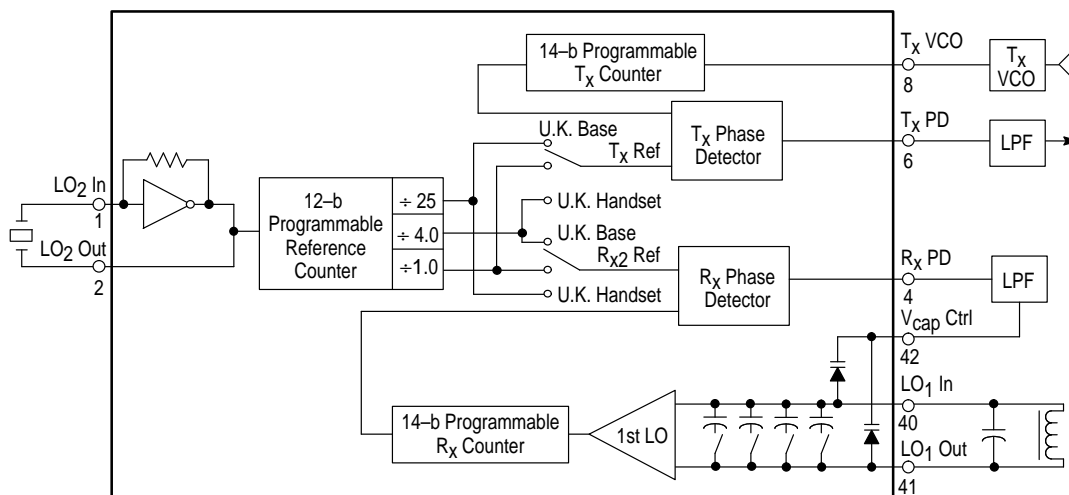 14–b Programmable
Tx Counter
Tx VCO
8
Tx
VCO
U.K. Base
Tx Ref
Tx Phase
Detector
Tx PD
6
LPF
LO2 In
1
LO2 Out
2
12–b
Programmable
Reference
Counter
÷ 25
÷ 4.0
÷1.0
U.K. Handset
U.K. Base
Rx2 Ref
U.K. Handset
Rx Phase
Detector
Rx PD
4
LPF
Vcap Ctrl
42
14–b Programmable
Rx Counter
1st LO
LO1 In
40
LO1 Out
41